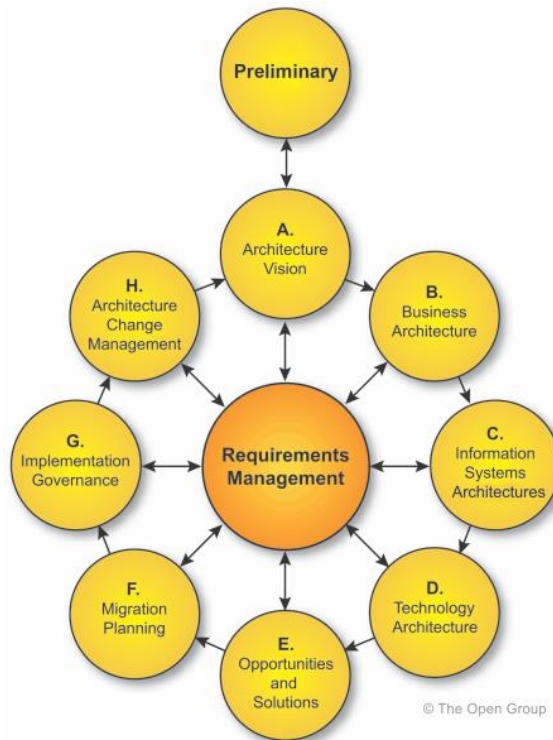 Preliminary
A.
Architecture
Vision
B.
Business
Architecture
C.
Information
Systems
Architectures
D.
Technology
Architecture
E.
Opportunities
and
Solutions
F.
Migration
Planning
G.
Implementation
Governance
H.
Architecture
Change
Management
Requirements
Management
© The Open Group